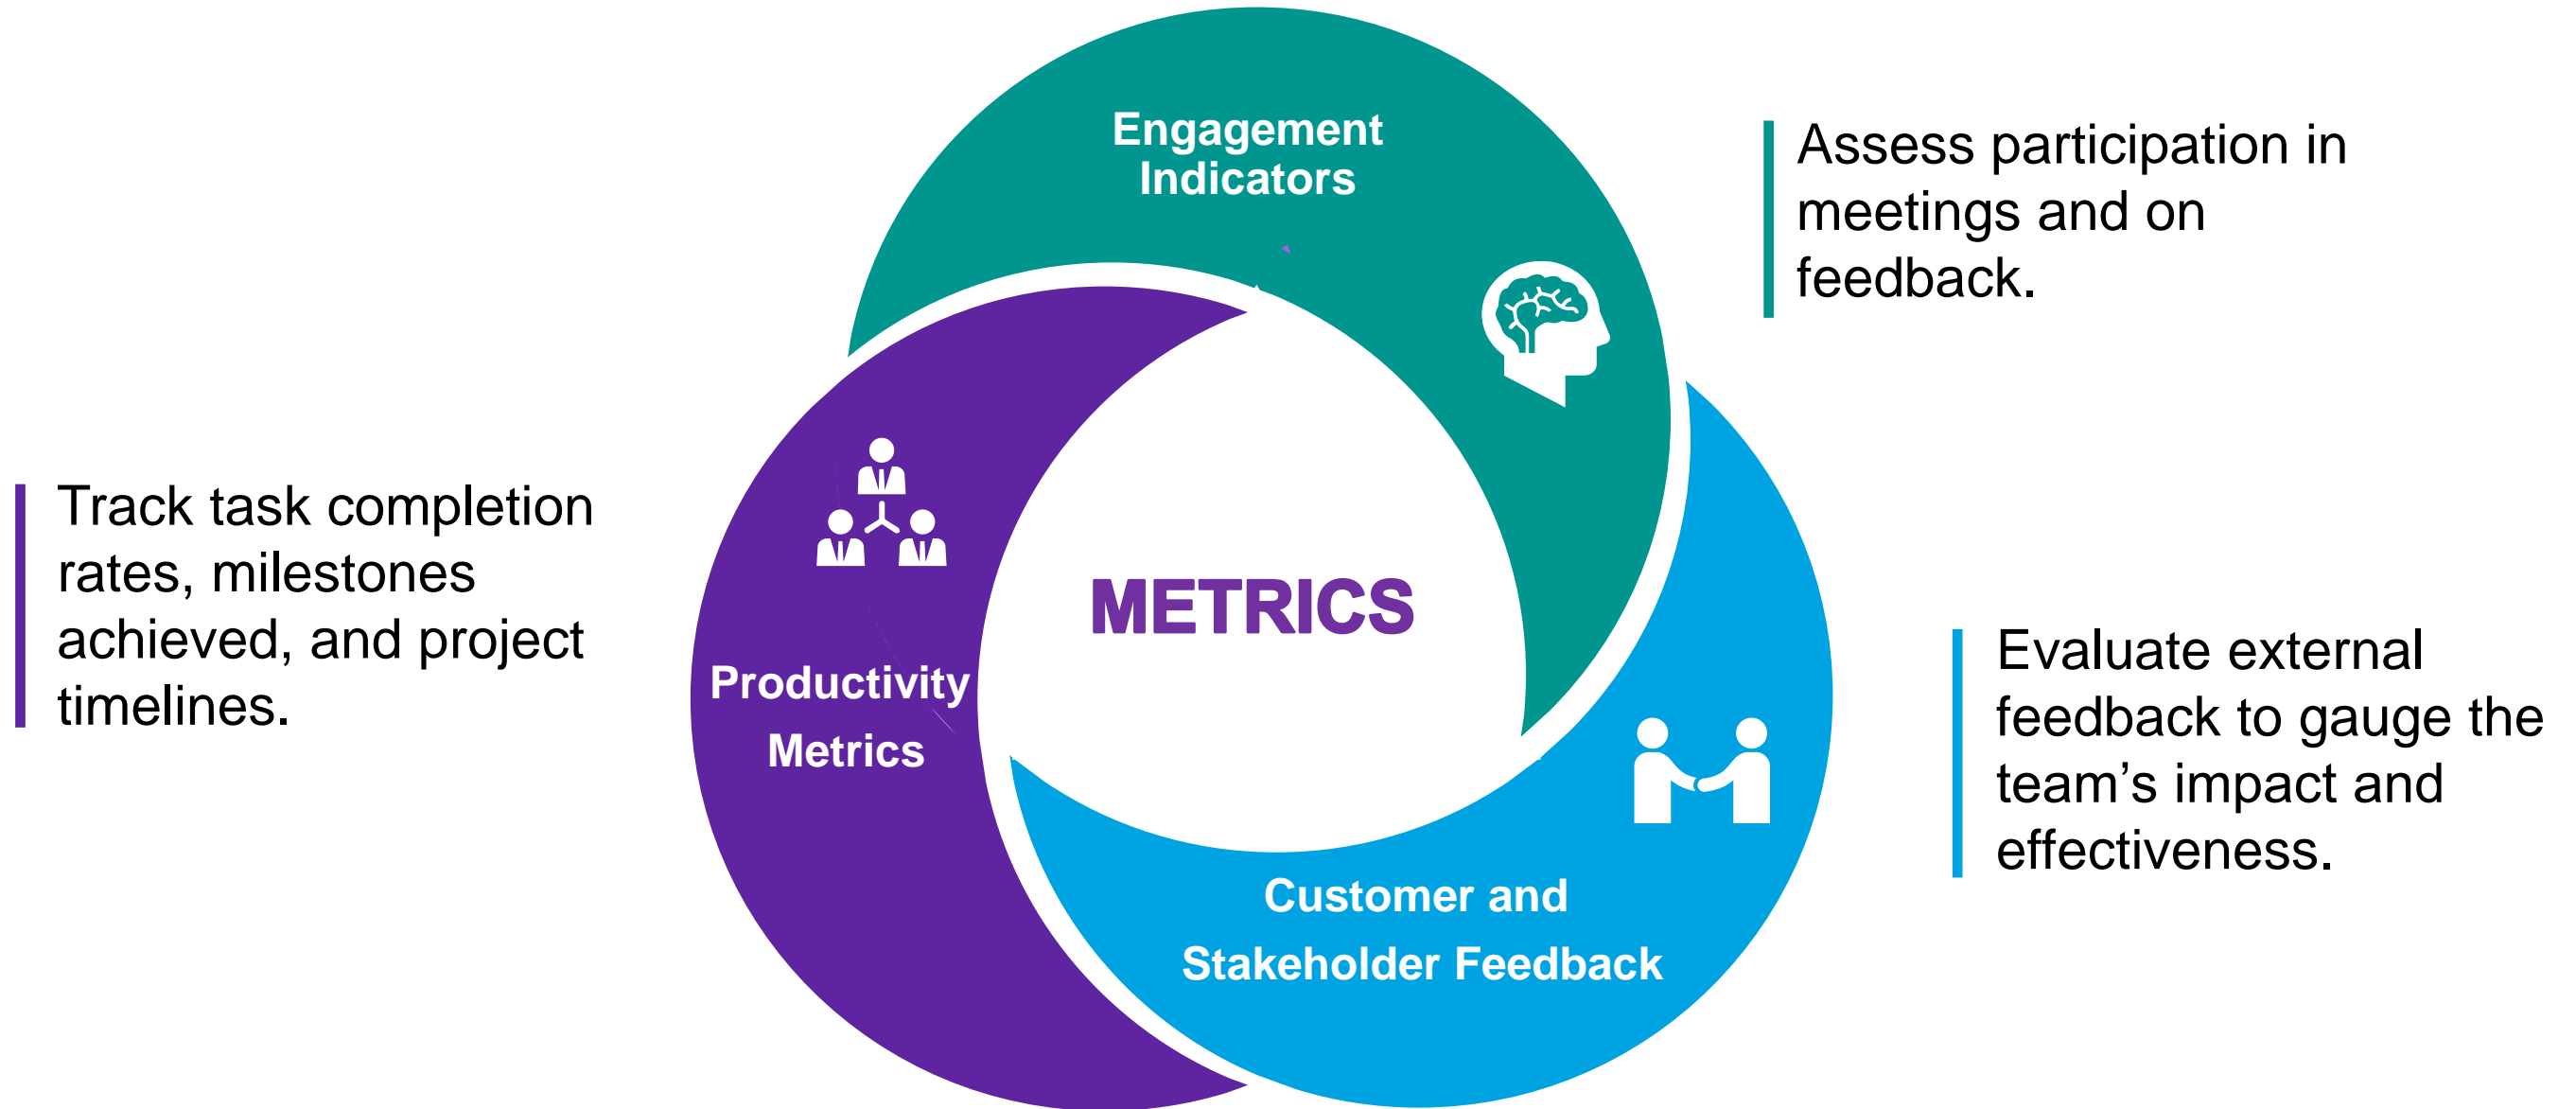 Engagement
Indicators
Assess participation in
meetings and on
feedback.
Track task completion
rates, milestones
achieved, and project
timelines.
METRICS
Productivity
Metrics
Evaluate external
feedback to gauge the
team’s impact and
effectiveness.
Customer and
Stakeholder Feedback